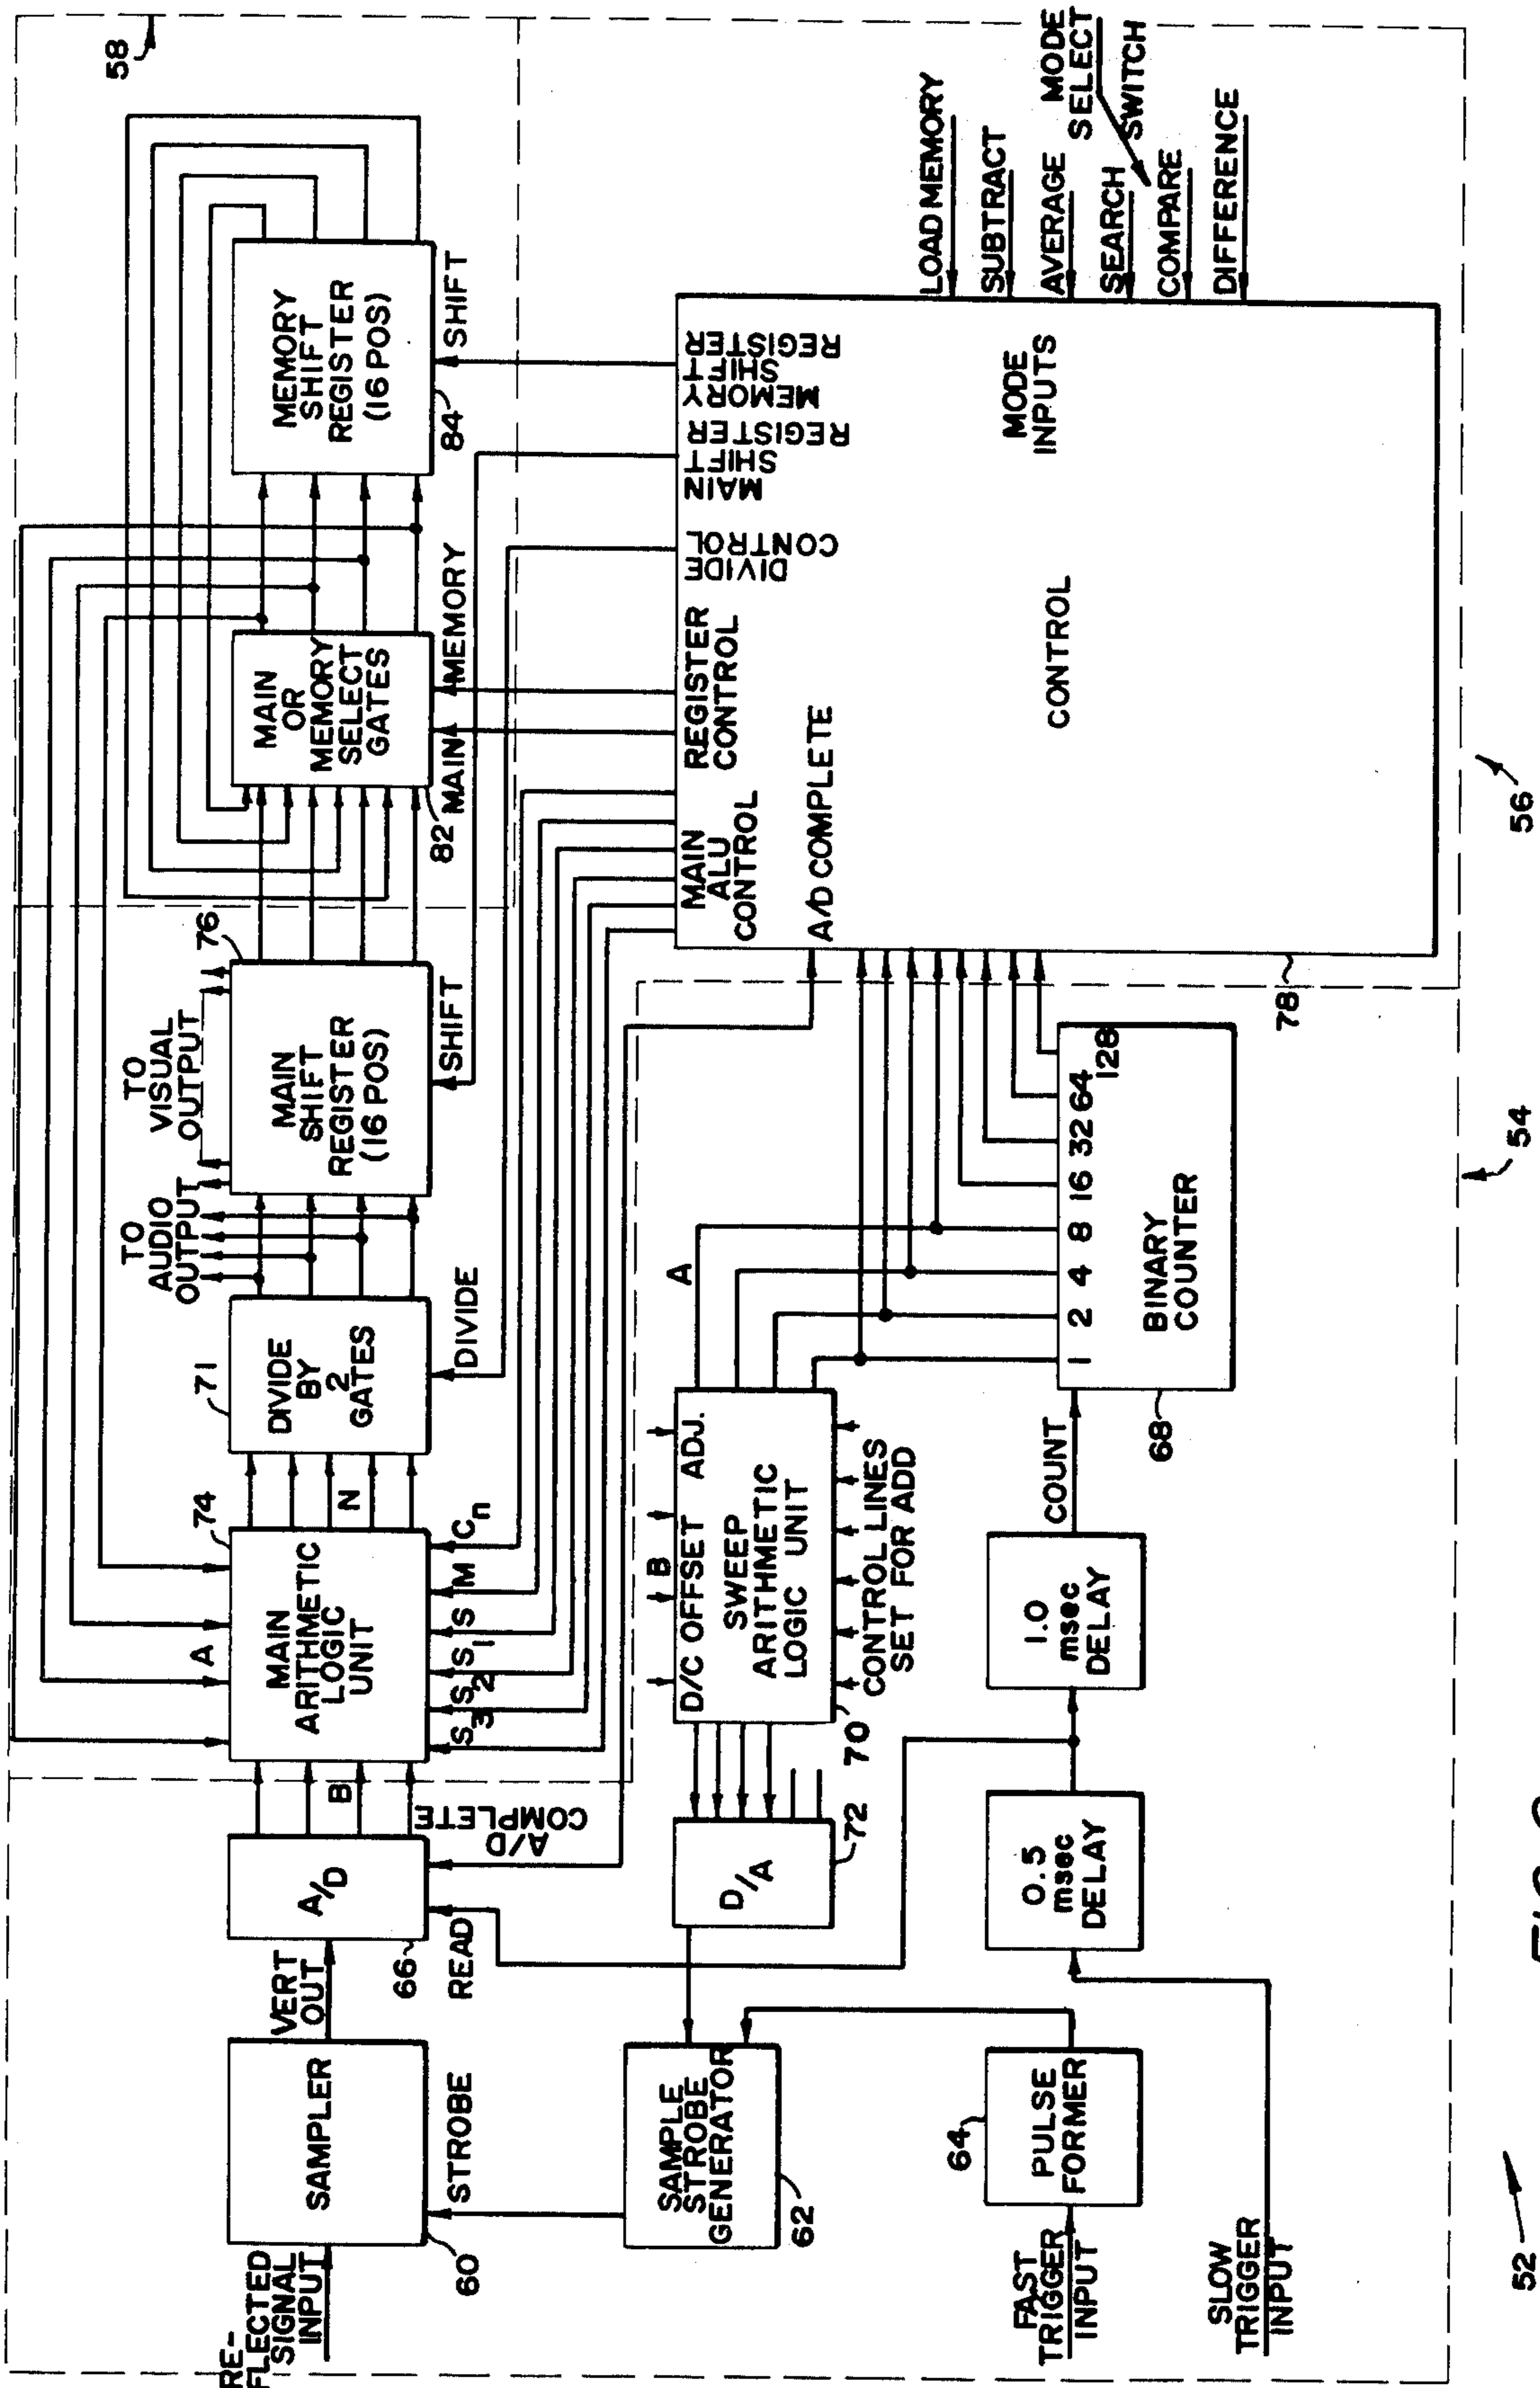 RE-
FLECTED
SIGNAL
INPUT
SAMPLER
60
STROBE
VERT
OUT
A/D
66
READ
A/D
COMPLETE
B
MAIN
ARITHMETIC
LOGIC
UNIT
74
A
S3
S2
S1
S
M
Cn
N
DIVIDE
BY
2
GATES
71
DIVIDE
TO
AUDIO
OUTPUT
TO
VISUAL
OUTPUT
MAIN
SHIFT
REGISTER
(16 POS)
76
SHIFT
MAIN
OR
MEMORY
SELECT
GATES
82
MAIN
MEMORY
MEMORY
SHIFT
REGISTER
(16 POS)
84
SHIFT
58
SAMPLE
STROBE
GENERATOR
62
D/A
72
D/C OFFSET ADJ.
B
SWEEP
ARITHMETIC
LOGIC UNIT
70
CONTROL LINES
SET FOR ADD
A
MAIN
ALU
CONTROL
REGISTER
CONTROL
DIVIDE
CONTROL
MAIN
SHIFT
REGISTER
MEMORY
SHIFT
REGISTER
A/D COMPLETE
CONTROL
MODE
INPUTS
78
LOAD MEMORY
SUBTRACT
AVERAGE
SEARCH
COMPARE
DIFFERENCE
MODE
SELECT
SWITCH
FAST
TRIGGER
INPUT
PULSE
FORMER
64
SLOW
TRIGGER
INPUT
0.5
msec
DELAY
1.0
msec
DELAY
COUNT
1 2 4 8 16 32 64 128
BINARY
COUNTER
68
52
54
56